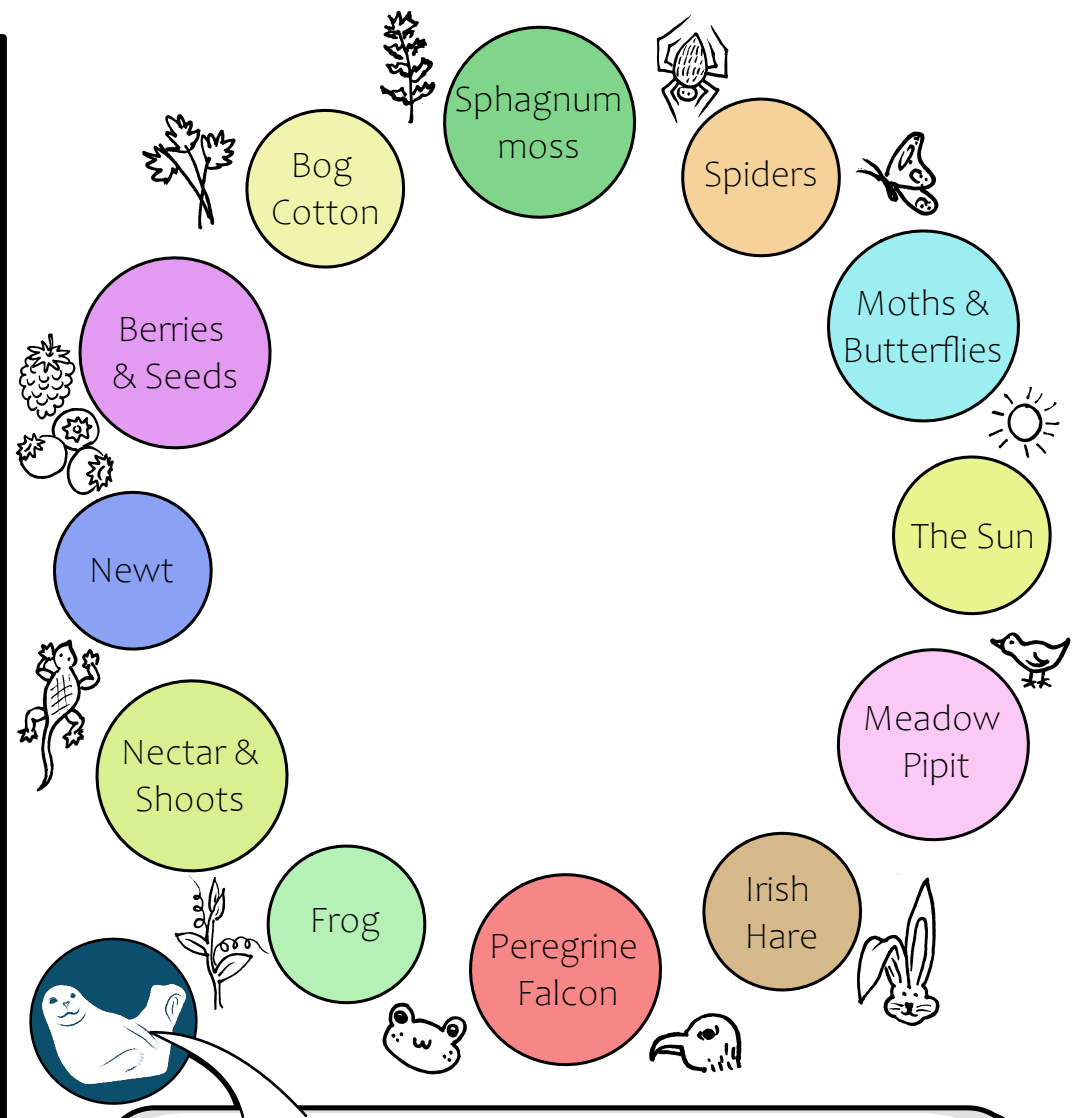 Sphagnum
moss
Spiders
Moths &
Butterflies
The Sun
Meadow
Pipit
Irish
Hare
Peregrine
Falcon
Frog
Nectar &
Shoots
Newt
Berries
& Seeds
Bog
Cotton